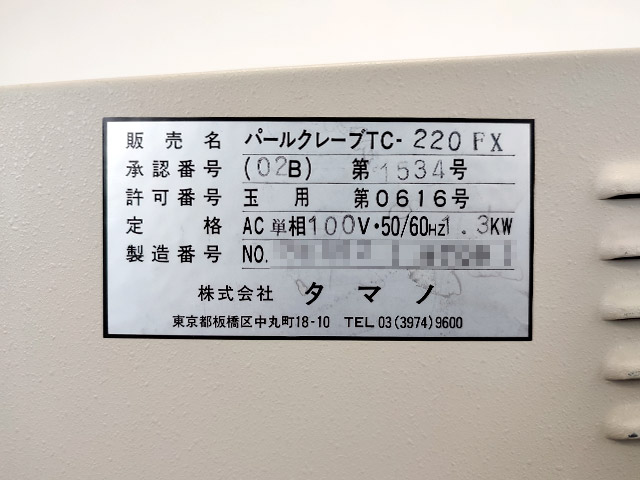 販売名 パールクレーブTC-220FX
承認番号 (02B) 第1534号
許可番号 玉用 第0616号
定格 AC単相100V・50/60HZ1.3KW
製造番号 NO.
株式会社 タマノ
東京都板橋区中丸町18-10 TEL 03(3974)9600